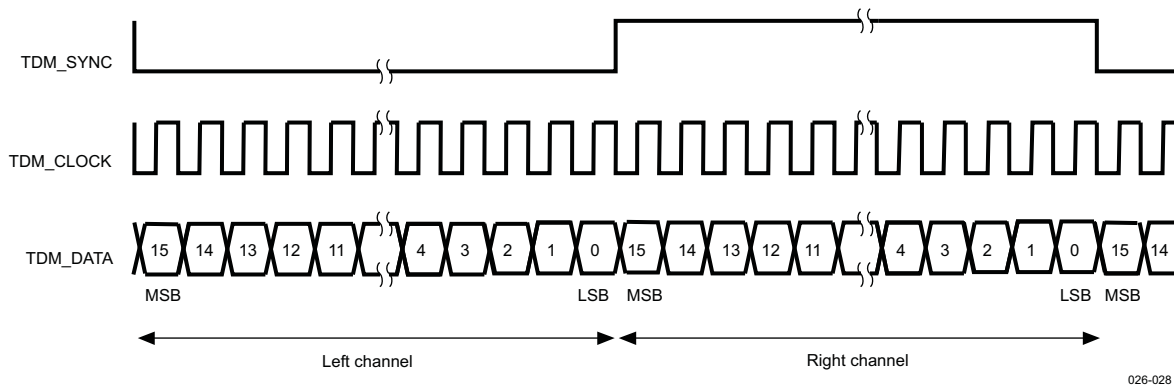 TDM_SYNC
TDM_CLOCK
TDM_DATA
15 14 13 12 11 4 3 2 1 0 15 14 13 12 11 4 3 2 1 0 15 14
MSB LSB MSB LSB MSB
Left channel Right channel
026-028